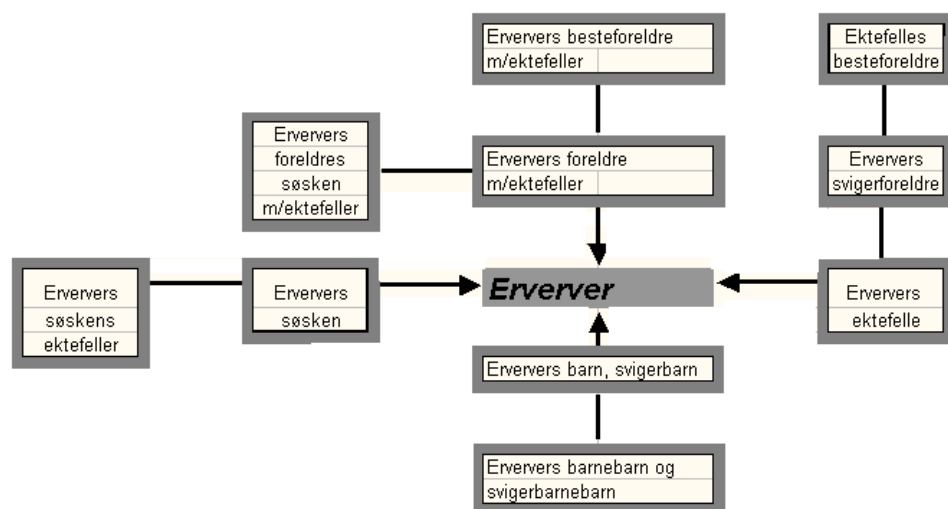 Erververs besteforeldre
m/ektefeller
Ektefelles
besteforeldre
Erververs
foreldres
søsken
m/ektefeller
Erververs foreldre
m/ektefeller
Erververs
svigerforeldre
Erververs
søskens
ektefeller
Erververs
søsken
Erverver
Erververs
ektefelle
Erververs barn, svigerbarn
Erververs barnebarn og
svigerbarnebarn